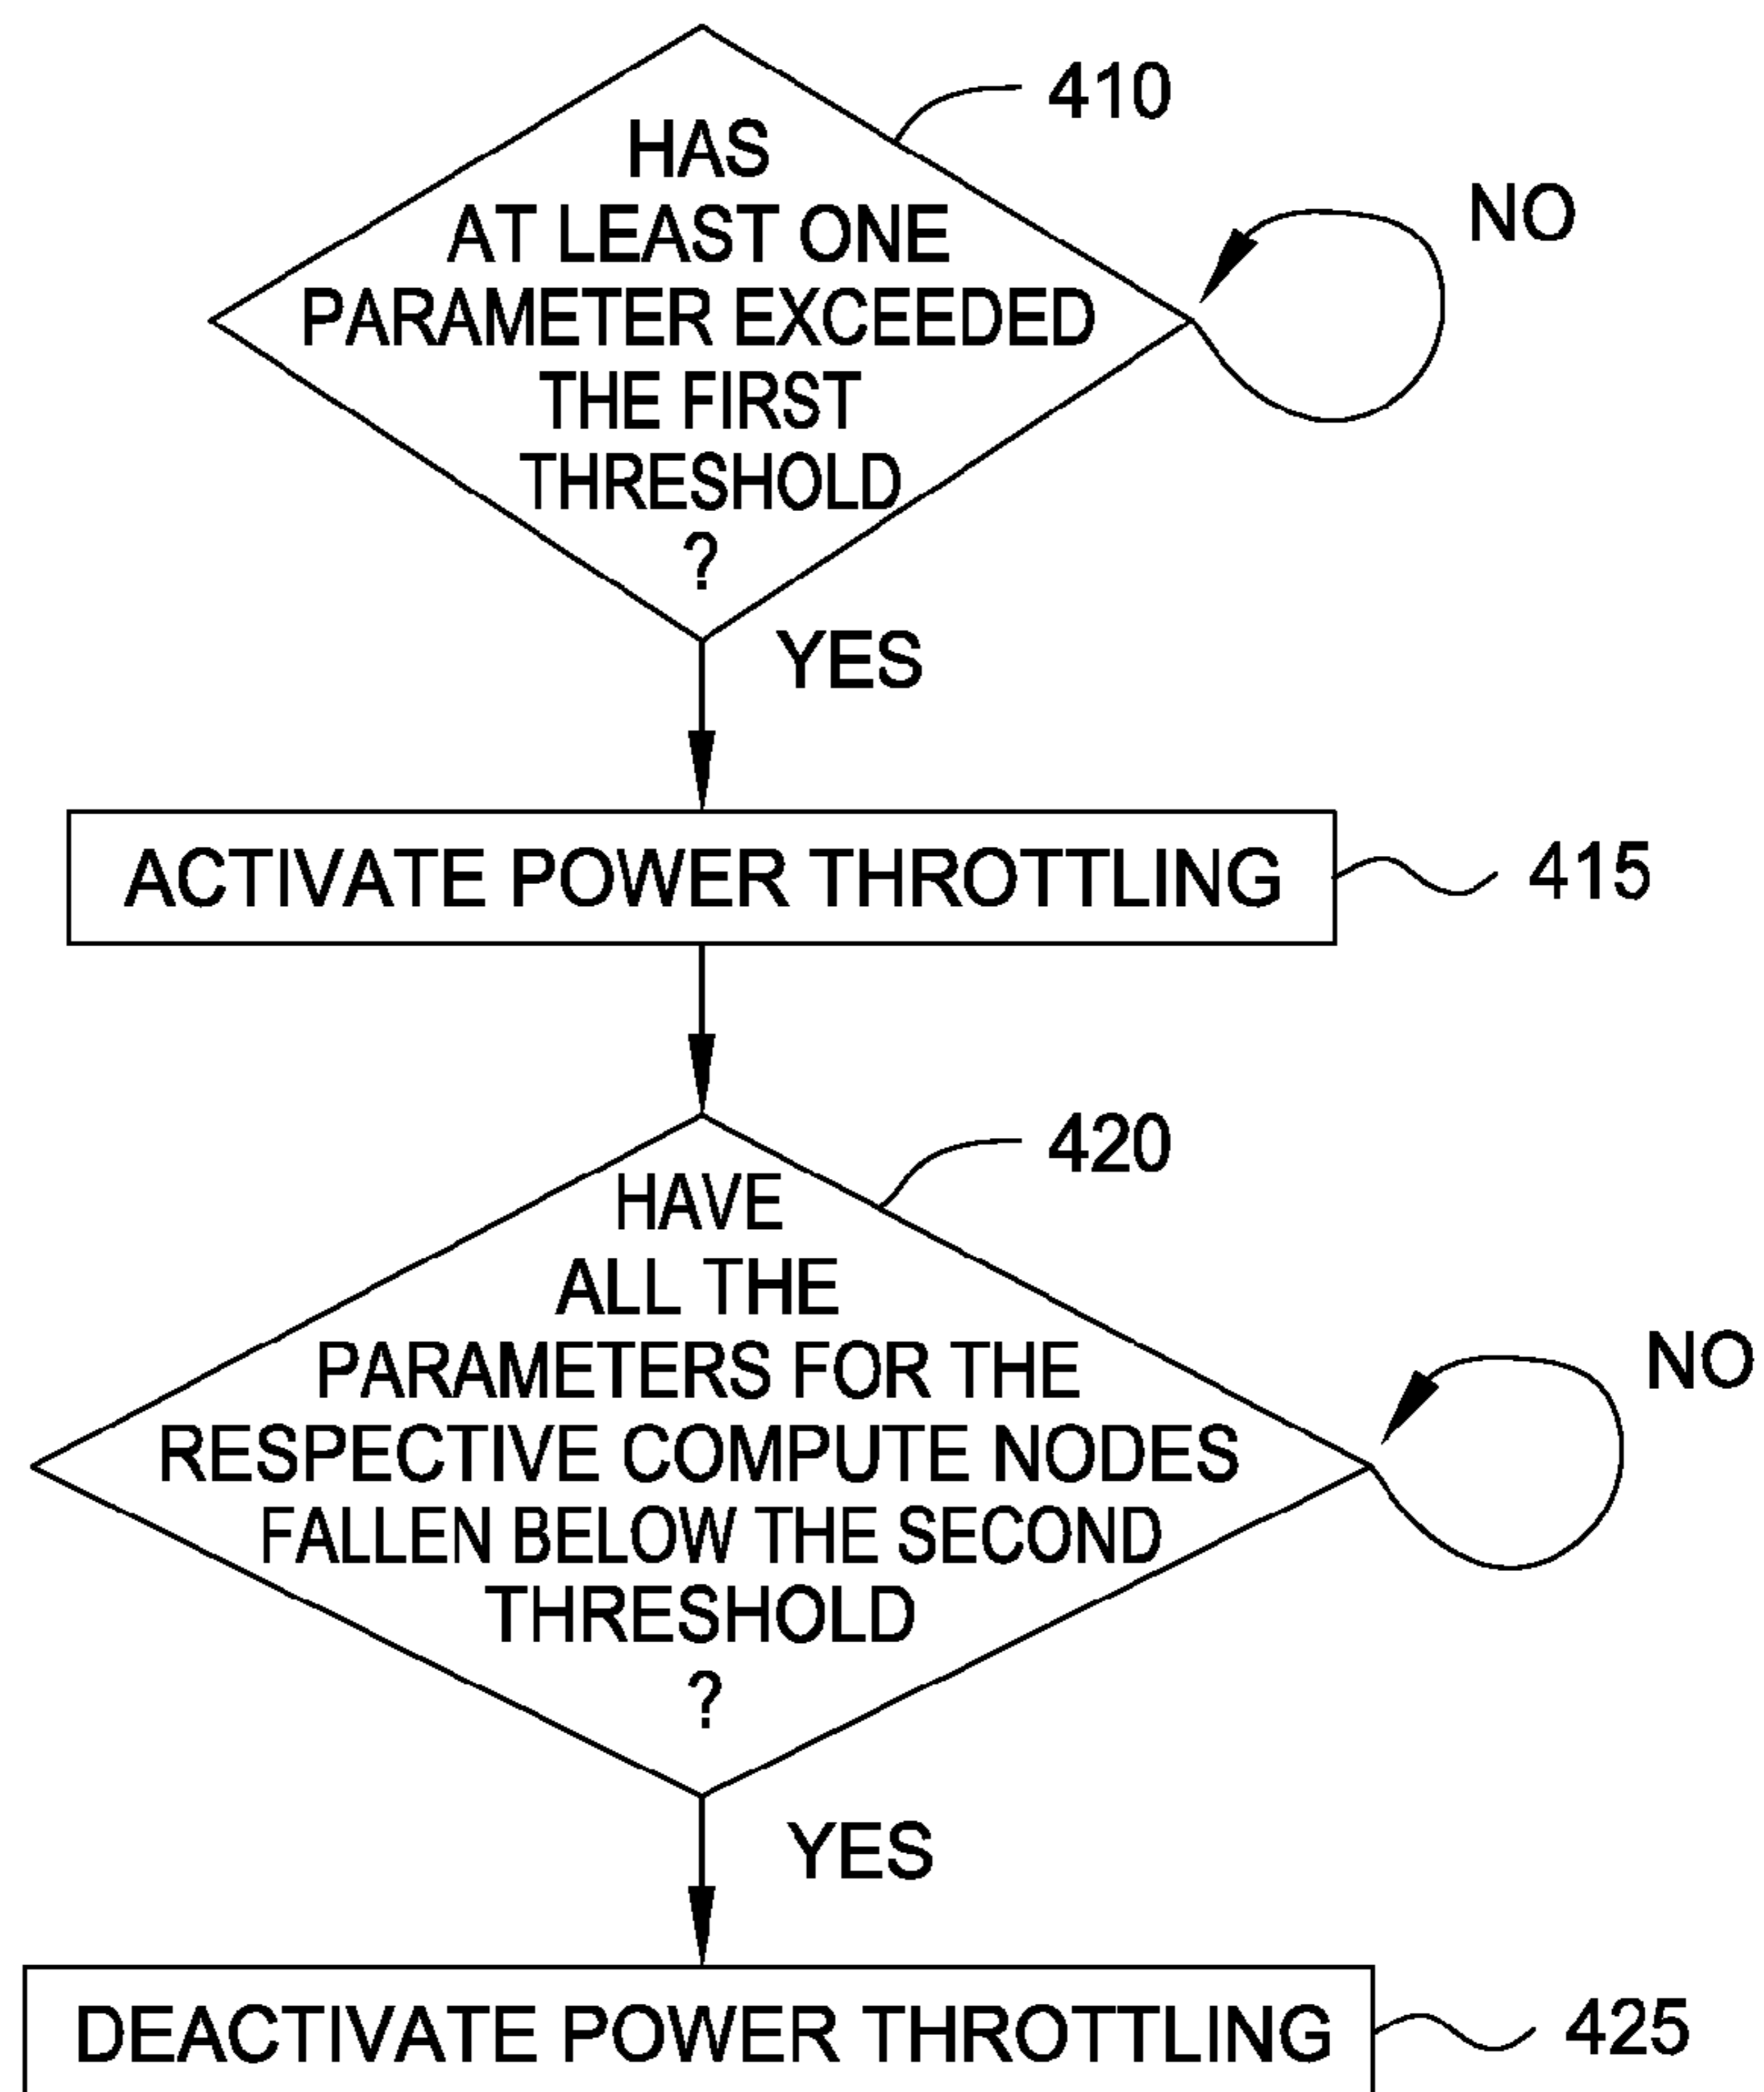 410
HAS
AT LEAST ONE
PARAMETER EXCEEDED
THE FIRST
THRESHOLD
?
NO
YES
ACTIVATE POWER THROTTLING
415
420
HAVE
ALL THE
PARAMETERS FOR THE
RESPECTIVE COMPUTE NODES
FALLEN BELOW THE SECOND
THRESHOLD
?
NO
YES
DEACTIVATE POWER THROTTLING
425